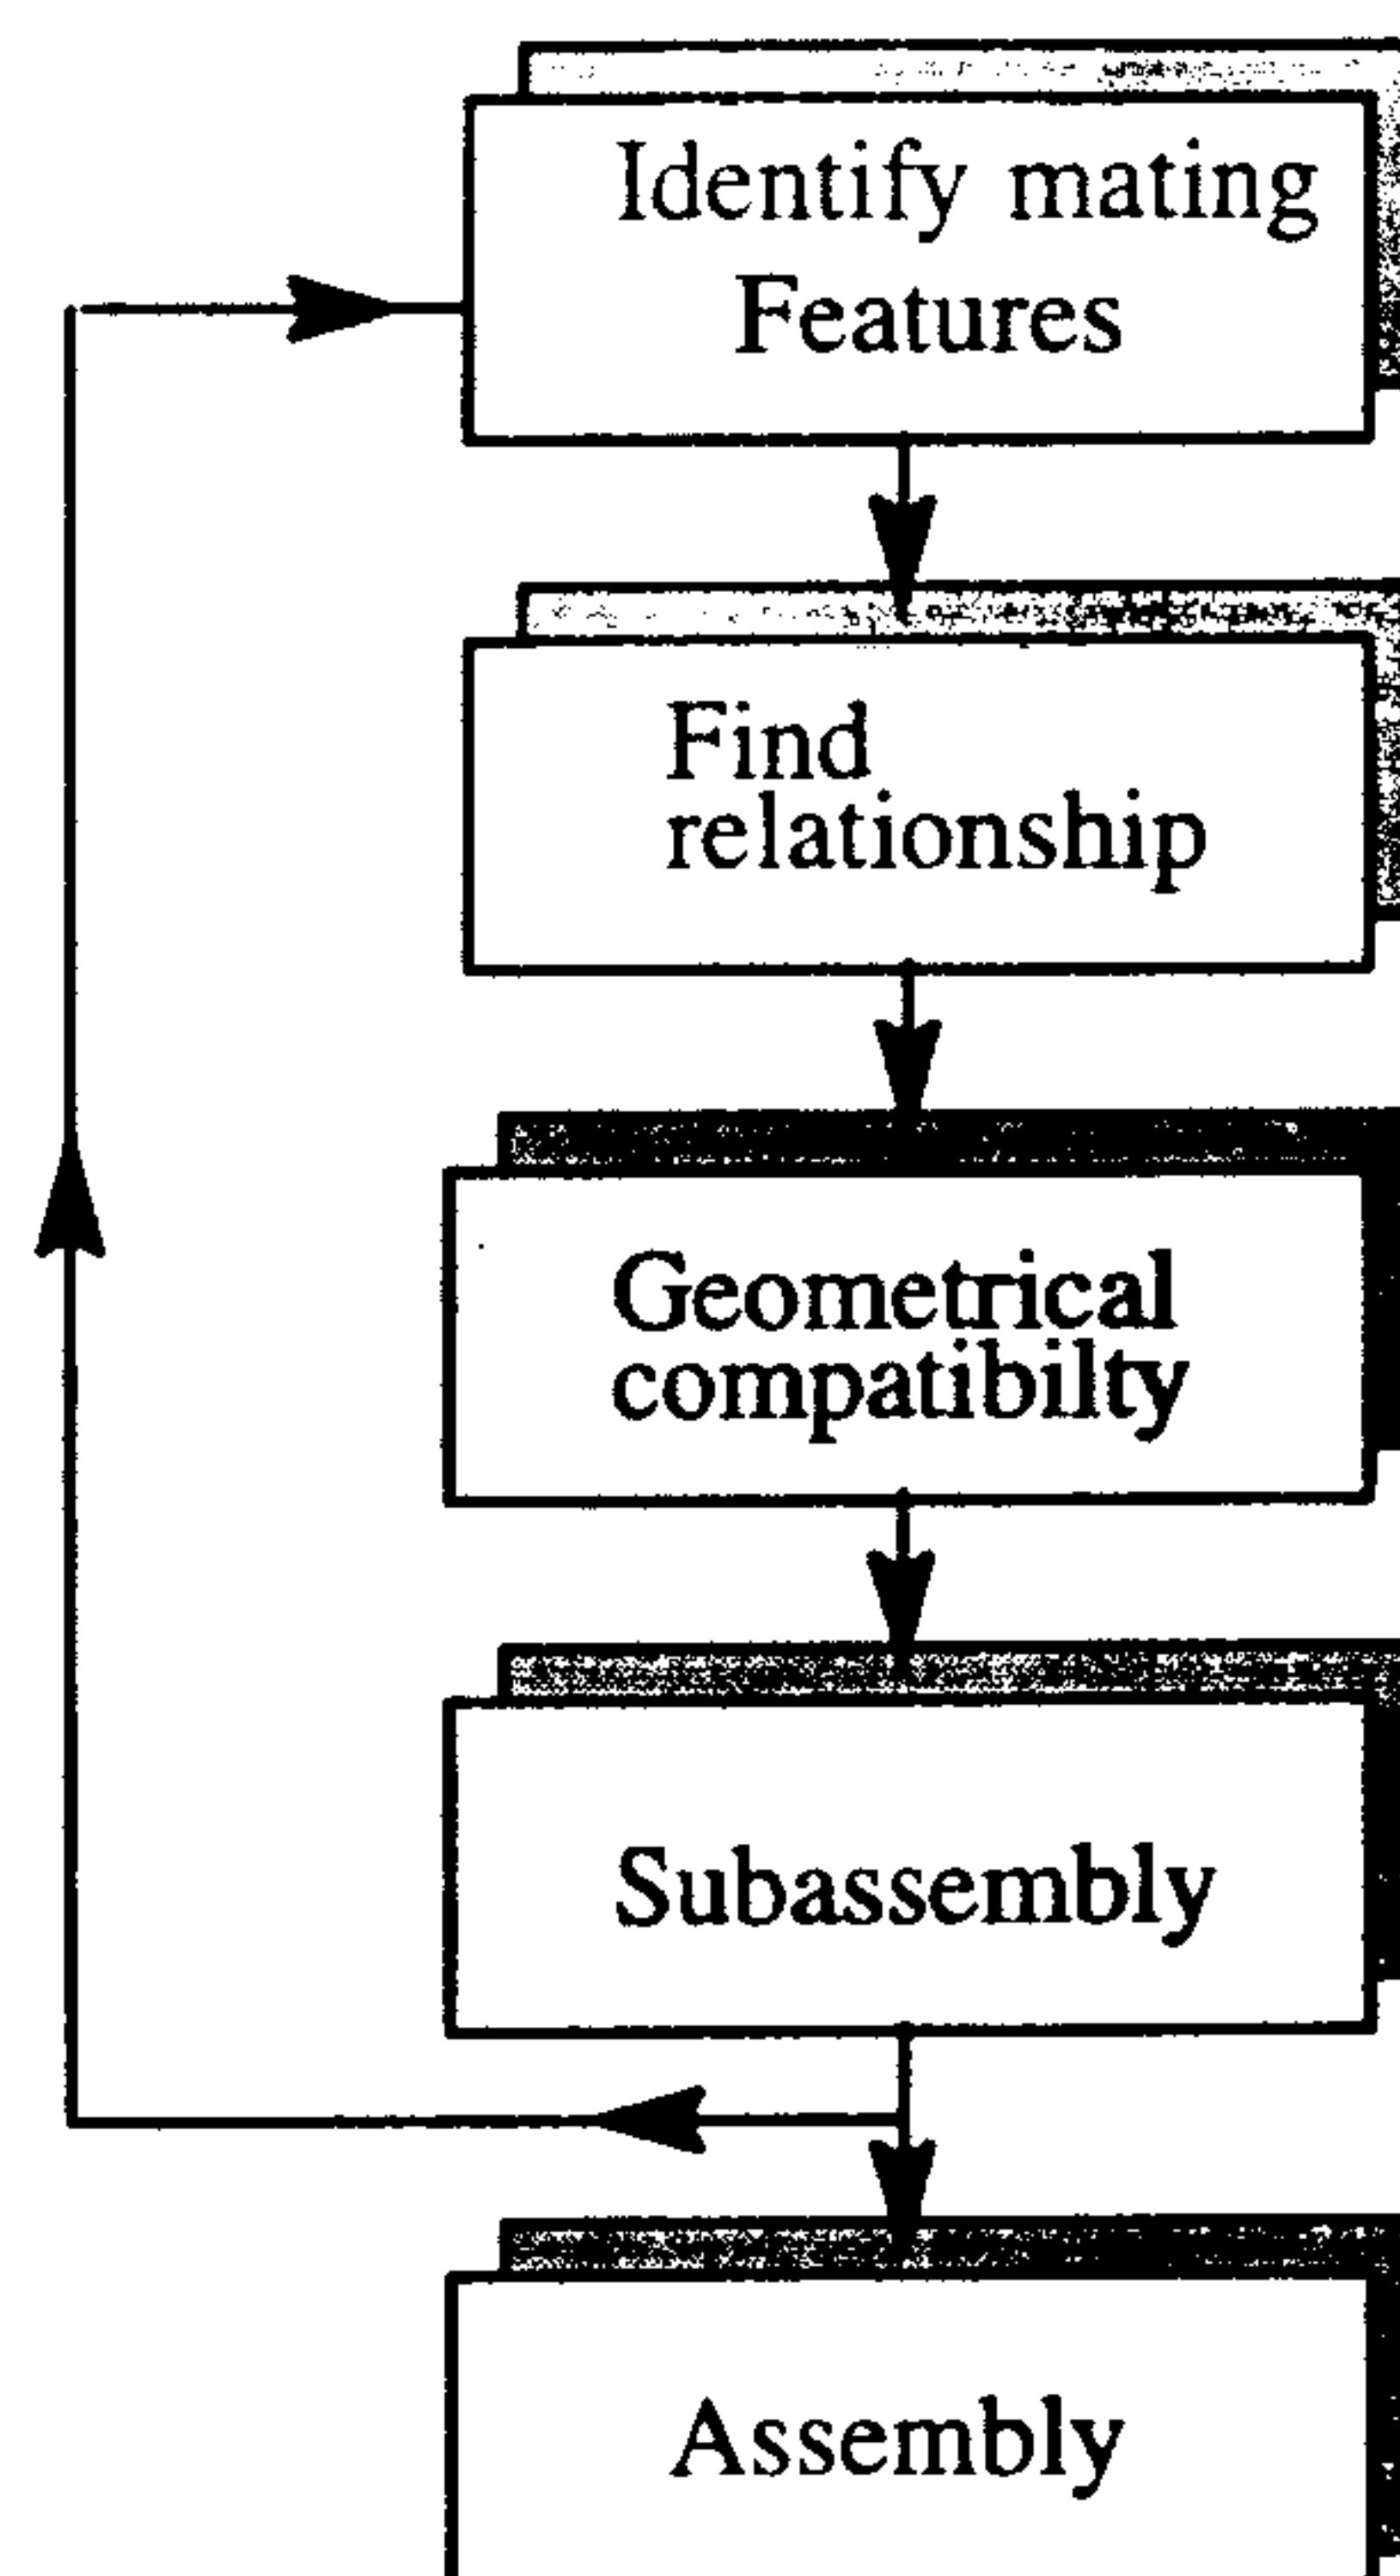 Identify mating
Features
Find
relationship
Geometrical
compatibilty
Subassembly
Assembly